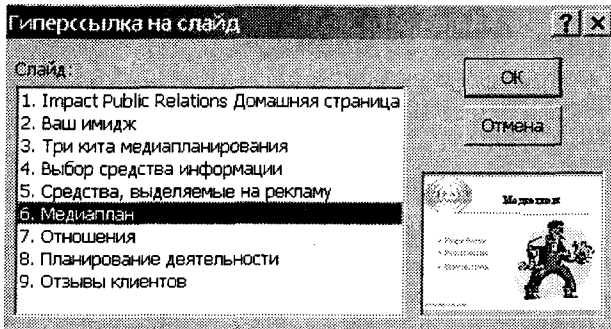 Гиперссылка на слайд
? ×
Слайд:
1. Impact Public Relations Домашняя страница
2. Ваш имидж
3. Три кита медиапланирования
4. Выбор средства информации
5. Средства, выделяемые на рекламу
6. Медиаплан
7. Отношения
8. Планирование деятельности
9. Отзывы клиентов
ОК
Отмена
Медиаплан